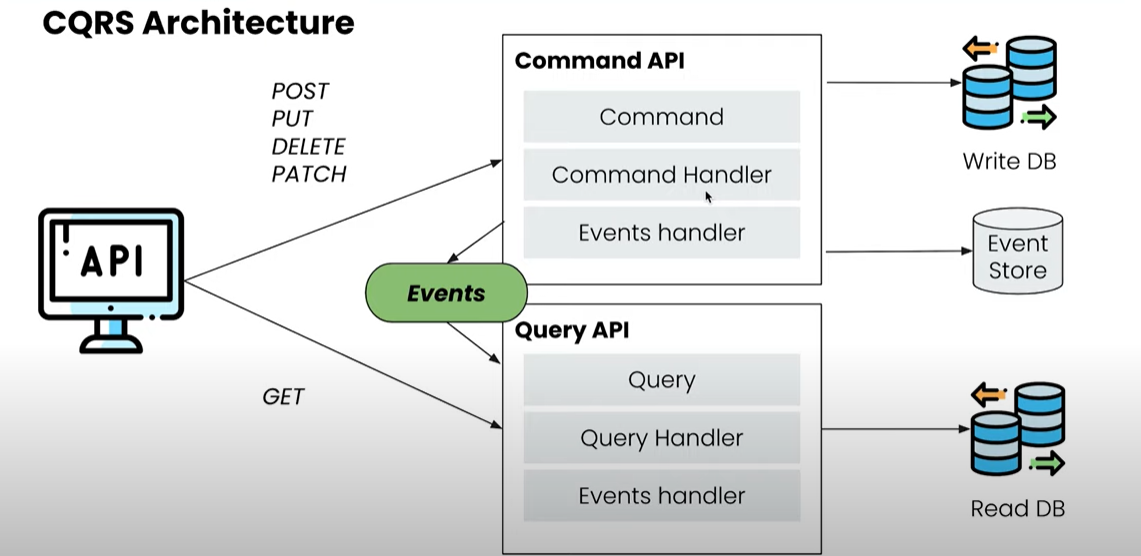 CQRS Architecture
POST
PUT
DELETE
PATCH
API
GET
Events
Command API
Command
Command Handler
Events handler
Query API
Query
Query Handler
Events handler
Write DB
Event
Store
Read DB